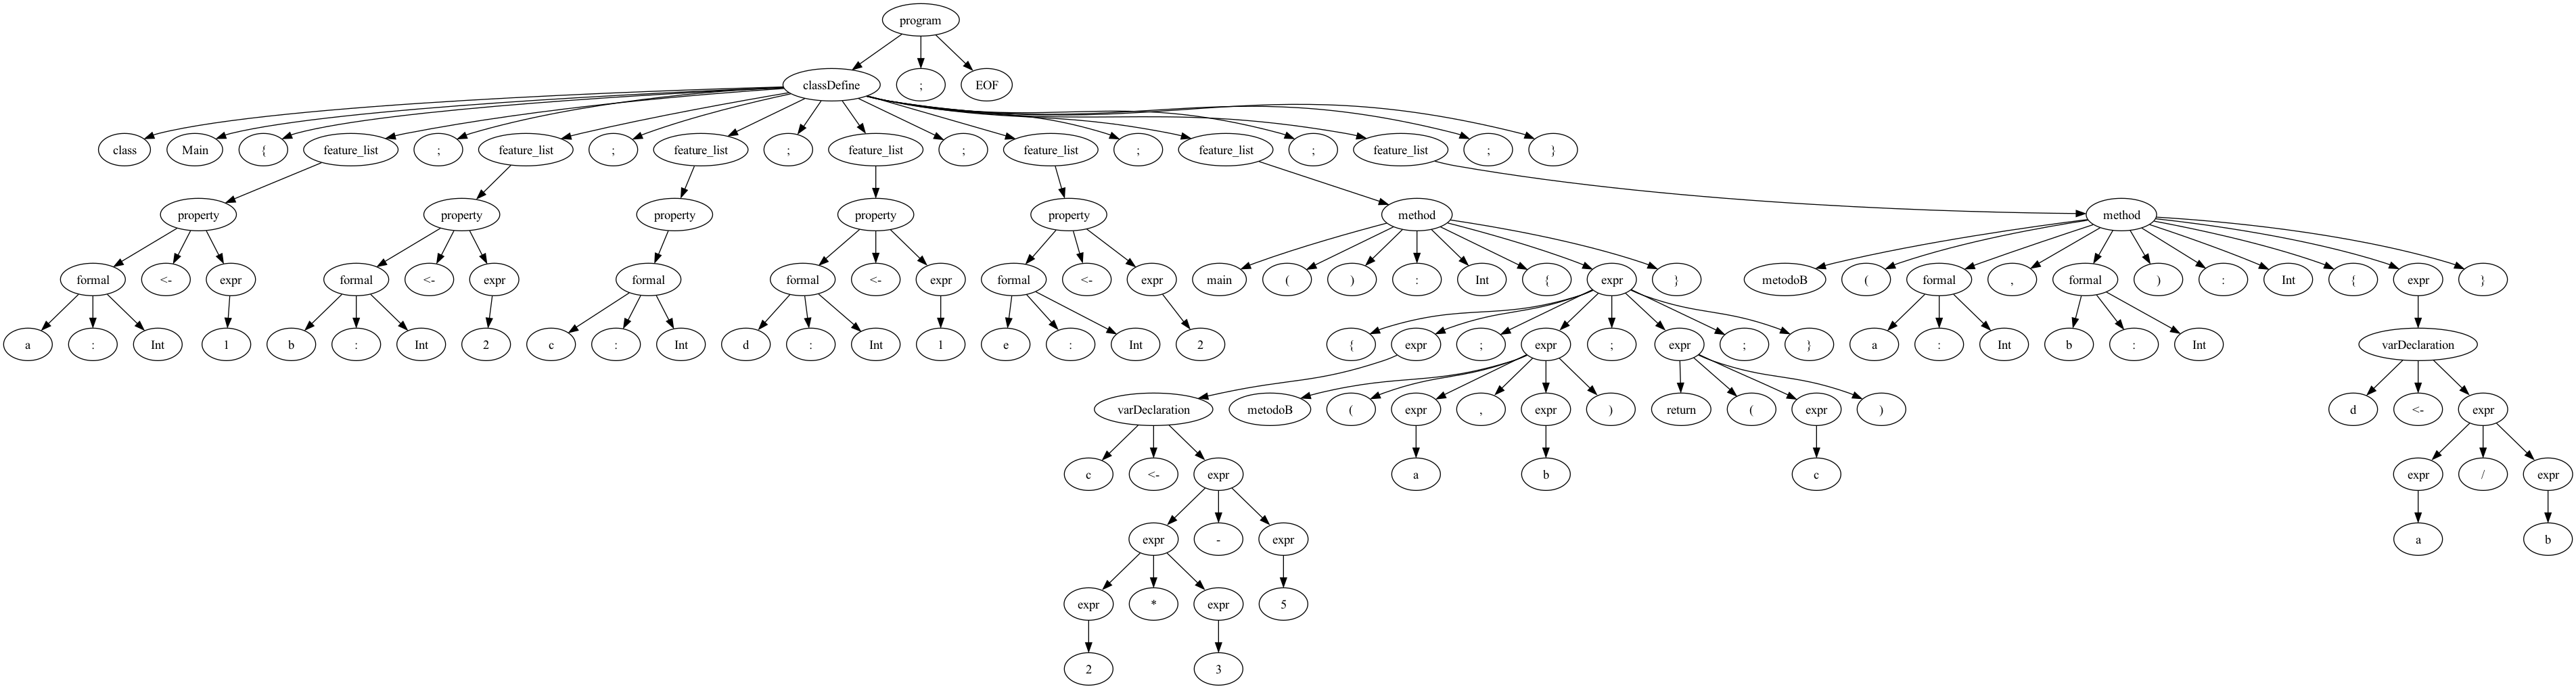 program
classDefine ; EOF
class Main { feature_list ; feature_list ; feature_list ; feature_list ; feature_list ; feature_list ; feature_list ; }
property property property property property method method
formal <- expr formal <- expr formal formal <- expr formal <- expr main ( ) : Int { expr } metodoB ( formal , formal ) : Int { expr }
a : Int 1 b : Int 2 c : Int d : Int 1 e : Int 2 { expr ; expr ; expr ; } a : Int b : Int varDeclaration
varDeclaration metodoB ( expr , expr ) return ( expr ) d <- expr
c <- expr a b c expr / expr
expr - expr a b
expr * expr 5
2 3